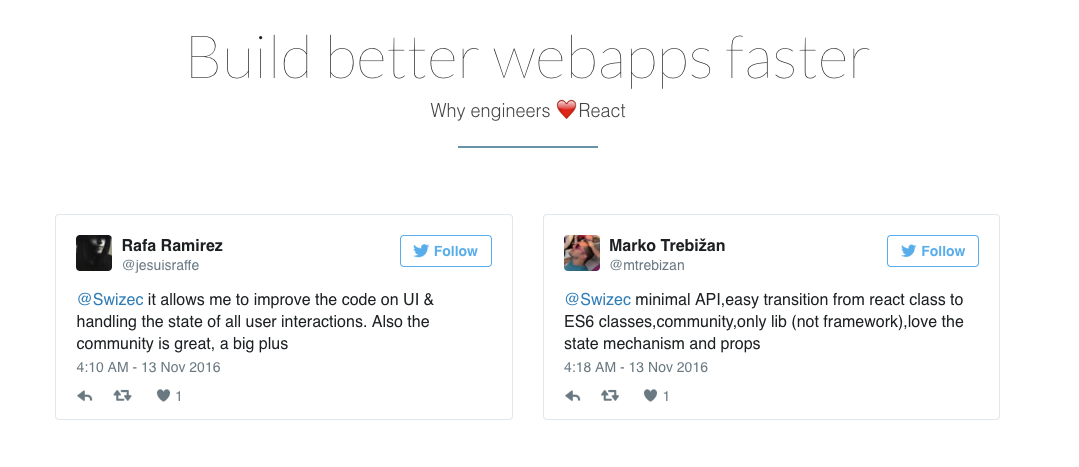 Build better webapps faster
Why engineers ❤️React
Rafa Ramirez
@jesuisraffe
Follow
@Swizec it allows me to improve the code on UI &
handling the state of all user interactions. Also the
community is great, a big plus
4:10 AM - 13 Nov 2016
1
Marko Trebižan
@mtrebizan
Follow
@Swizec minimal API,easy transition from react class to
ES6 classes,community,only lib (not framework),love the
state mechanism and props
4:18 AM - 13 Nov 2016
1